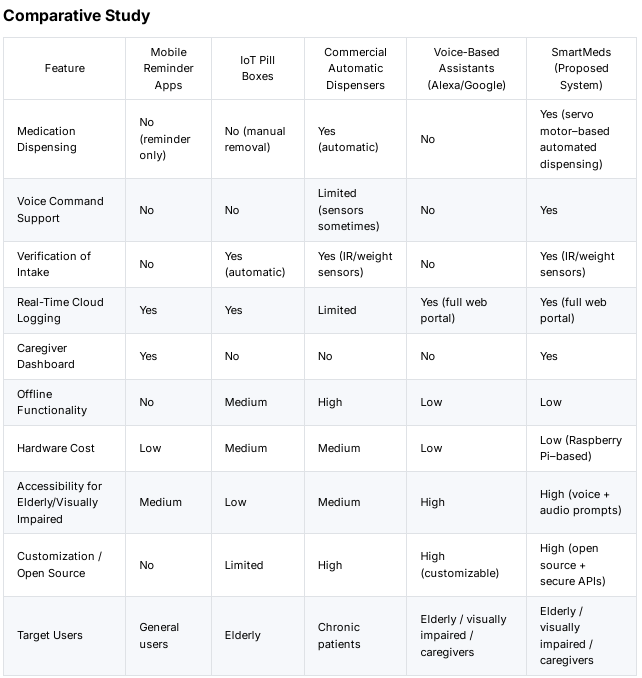 Comparative Study
Feature
Mobile
Reminder
Apps
IoT Pill
Boxes
Commercial
Automatic
Dispensers
Voice-Based
Assistants
(Alexa/Google)
SmartMeds
(Proposed
System)
Medication
Dispensing
No
(reminder
only)
No (manual
removal)
Yes
(automatic)
No
Yes (servo
motor–based
automated
dispensing)
Voice Command
Support
No
No
Limited
(sensors
sometimes)
No
Yes
Verification of
Intake
No
Yes
(automatic)
Yes (IR/weight
sensors)
No
Yes (IR/weight
sensors)
Real-Time Cloud
Logging
Yes
Yes
Limited
Yes (full web
portal)
Yes (full web
portal)
Caregiver
Dashboard
Yes
No
No
No
Yes
Offline
Functionality
No
Medium
High
Low
Low
Hardware Cost
Low
Medium
Medium
Low
Low (Raspberry
Pi–based)
Accessibility for
Elderly/Visually
Impaired
Medium
Low
Medium
High
High (voice +
audio prompts)
Customization /
Open Source
No
Limited
High
High
(customizable)
High (open
source +
secure APIs)
Target Users
General
users
Elderly
Chronic
patients
Elderly / visually
impaired /
caregivers
Elderly /
visually
impaired /
caregivers